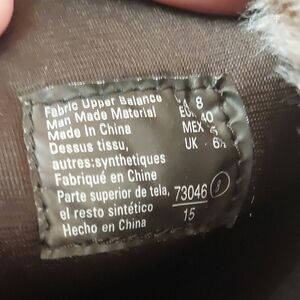 Fabric Upper Balance
Man Made Material
Made In China
Dessus tissu,
autres:synthetiques
Fabriqué en Chine
Parte superior de tela,
el resto sintético
Hecho en China
8
EUR 40
MEX 5
UK 6½
73046
15